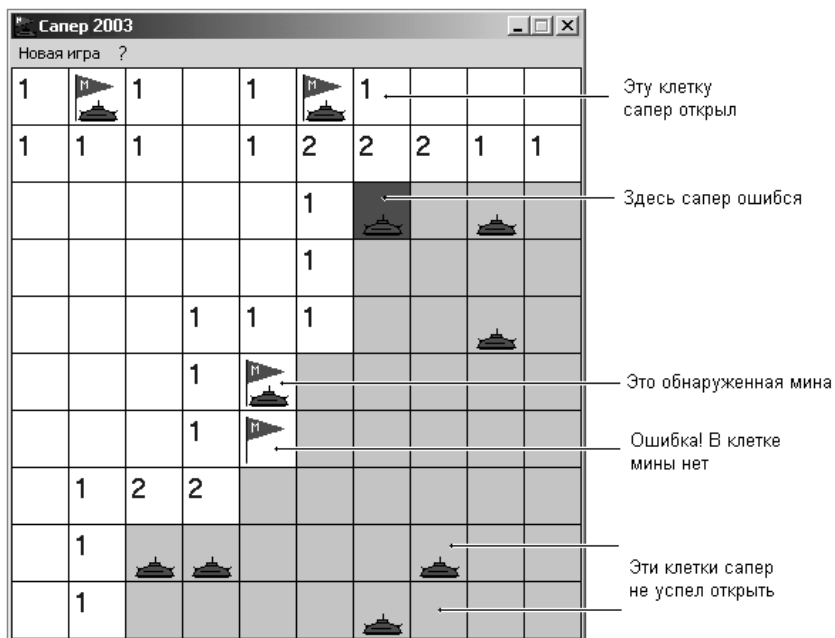 Сапер 2003
Новая игра ?
1 M 1 1 M 1
1 1 1 1 2 2 2 1 1
1
1
1 1 1
1 M
1 M
1 2 2
1
1
Эту клетку
сапер открыл
Здесь сапер ошибся
Это обнаруженная мина
Ошибка! В клетке
мины нет
Эти клетки сапер
не успел открыть